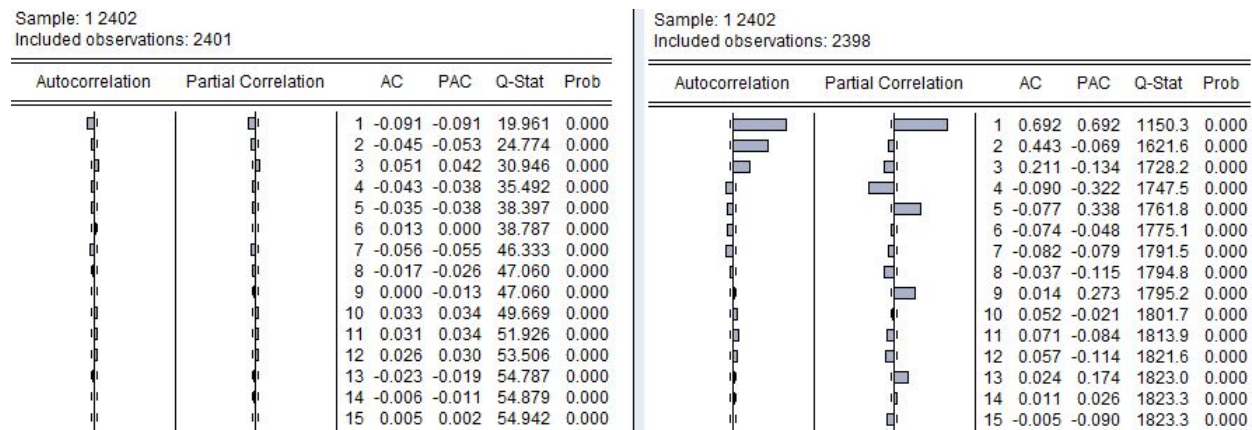 Sample: 1 2402
Included observations: 2401
Autocorrelation Partial Correlation AC PAC Q-Stat Prob
1 -0.091 -0.091 19.961 0.000
2 -0.045 -0.053 24.774 0.000
3 0.051 0.042 30.946 0.000
4 -0.043 -0.038 35.492 0.000
5 -0.035 -0.038 38.397 0.000
6 0.013 0.000 38.787 0.000
7 -0.056 -0.055 46.333 0.000
8 -0.017 -0.026 47.060 0.000
9 0.000 -0.013 47.060 0.000
10 0.033 0.034 49.669 0.000
11 0.031 0.034 51.926 0.000
12 0.026 0.030 53.506 0.000
13 -0.023 -0.019 54.787 0.000
14 -0.006 -0.011 54.879 0.000
15 0.005 0.002 54.942 0.000
Sample: 1 2402
Included observations: 2398
Autocorrelation Partial Correlation AC PAC Q-Stat Prob
1 0.692 0.692 1150.3 0.000
2 0.443 -0.069 1621.6 0.000
3 0.211 -0.134 1728.2 0.000
4 -0.090 -0.322 1747.5 0.000
5 -0.077 0.338 1761.8 0.000
6 -0.074 -0.048 1775.1 0.000
7 -0.082 -0.079 1791.5 0.000
8 -0.037 -0.115 1794.8 0.000
9 0.014 0.273 1795.2 0.000
10 0.052 -0.021 1801.7 0.000
11 0.071 -0.084 1813.9 0.000
12 0.057 -0.114 1821.6 0.000
13 0.024 0.174 1823.0 0.000
14 0.011 0.026 1823.3 0.000
15 -0.005 -0.090 1823.3 0.000